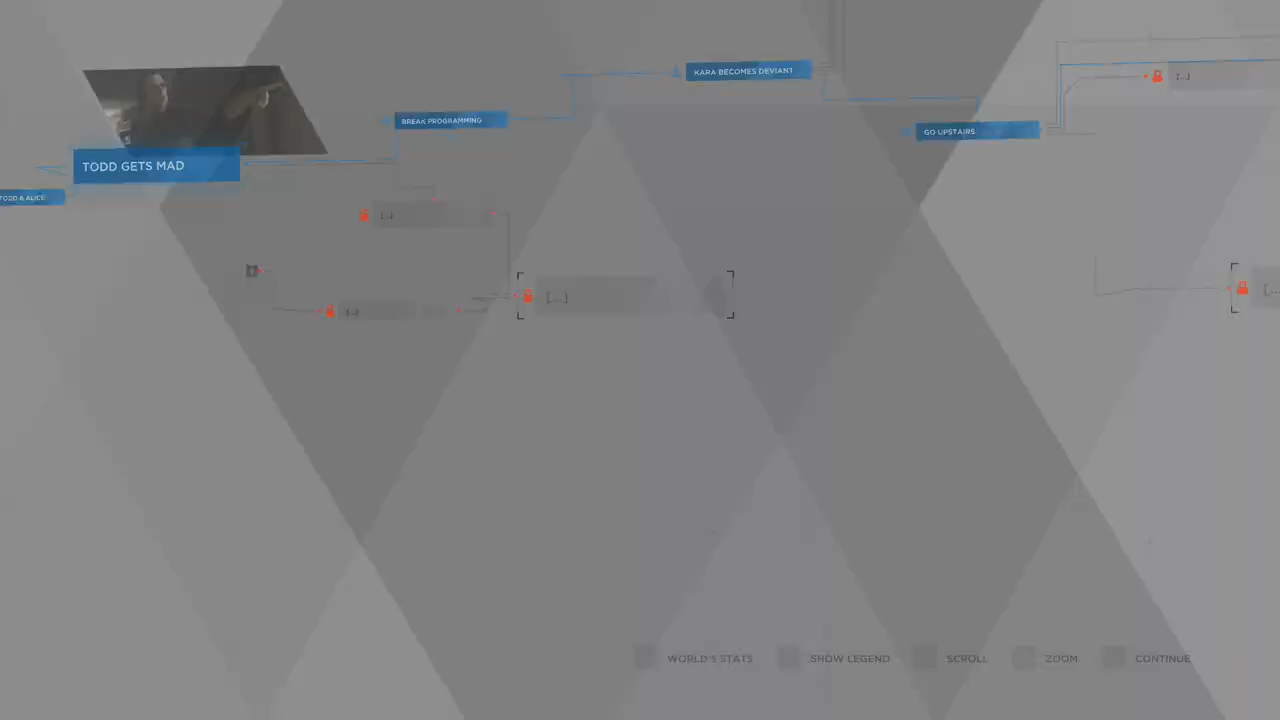 KARA BECOMES DEVIANT
[...]
BREAK PROGRAMMING
GO UPSTAIRS
TODD GETS MAD
TODD & ALICE
[...]
[...]
[...]
[...]
WORLD'S STATS SHOW LEGEND SCROLL ZOOM CONTINUE